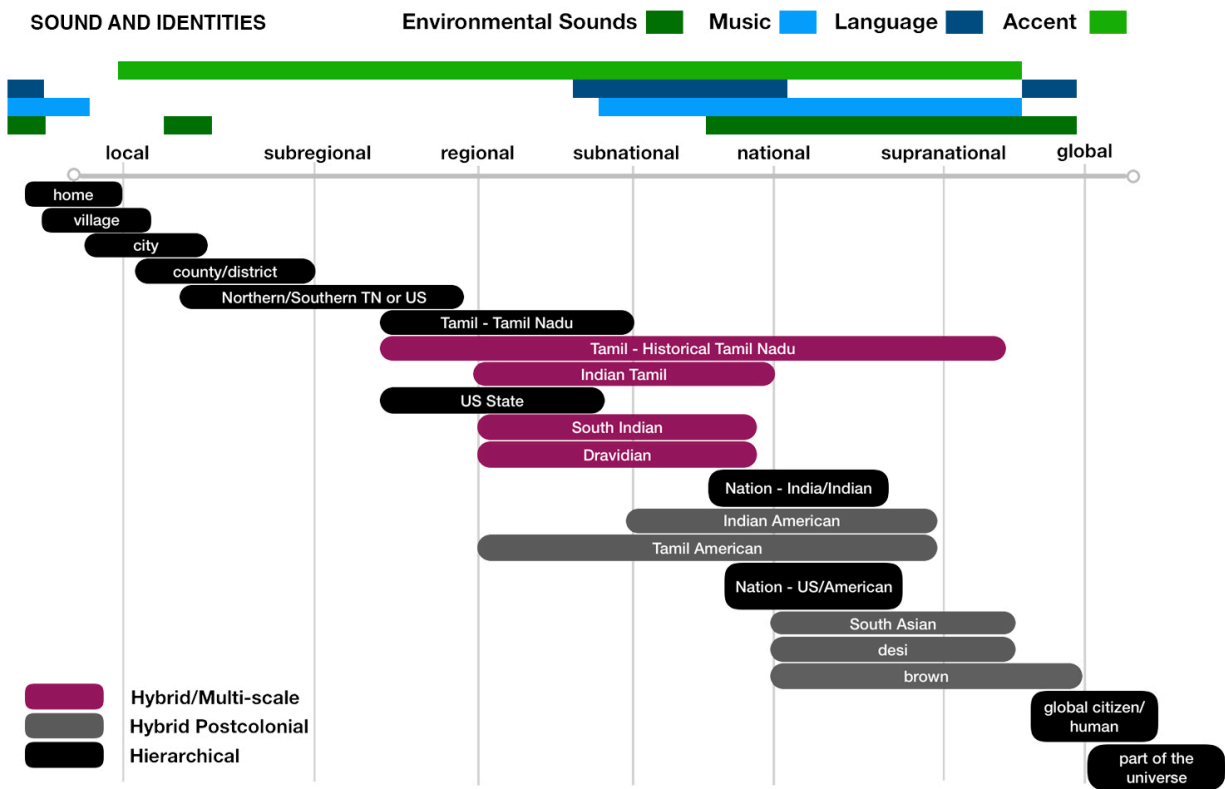 SOUND AND IDENTITIES
Environmental Sounds Music Language Accent
local subregional regional subnational national supranational global
home
village
city
county/district
Northern/Southern TN or US
Tamil - Tamil Nadu
Tamil - Historical Tamil Nadu
Indian Tamil
US State
South Indian
Dravidian
Nation - India/Indian
Indian American
Tamil American
Nation - US/American
South Asian
desi
brown
Hybrid/Multi-scale
Hybrid Postcolonial
Hierarchical
global citizen/
human
part of the
universe